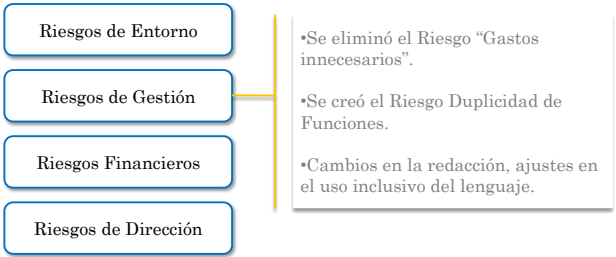 Riesgos de Entorno
Riesgos de Gestión
Riesgos Financieros
Riesgos de Dirección
•Se eliminó el Riesgo “Gastos
innecesarios”.
•Se creó el Riesgo Duplicidad de
Funciones.
•Cambios en la redacción, ajustes en
el uso inclusivo del lenguaje.